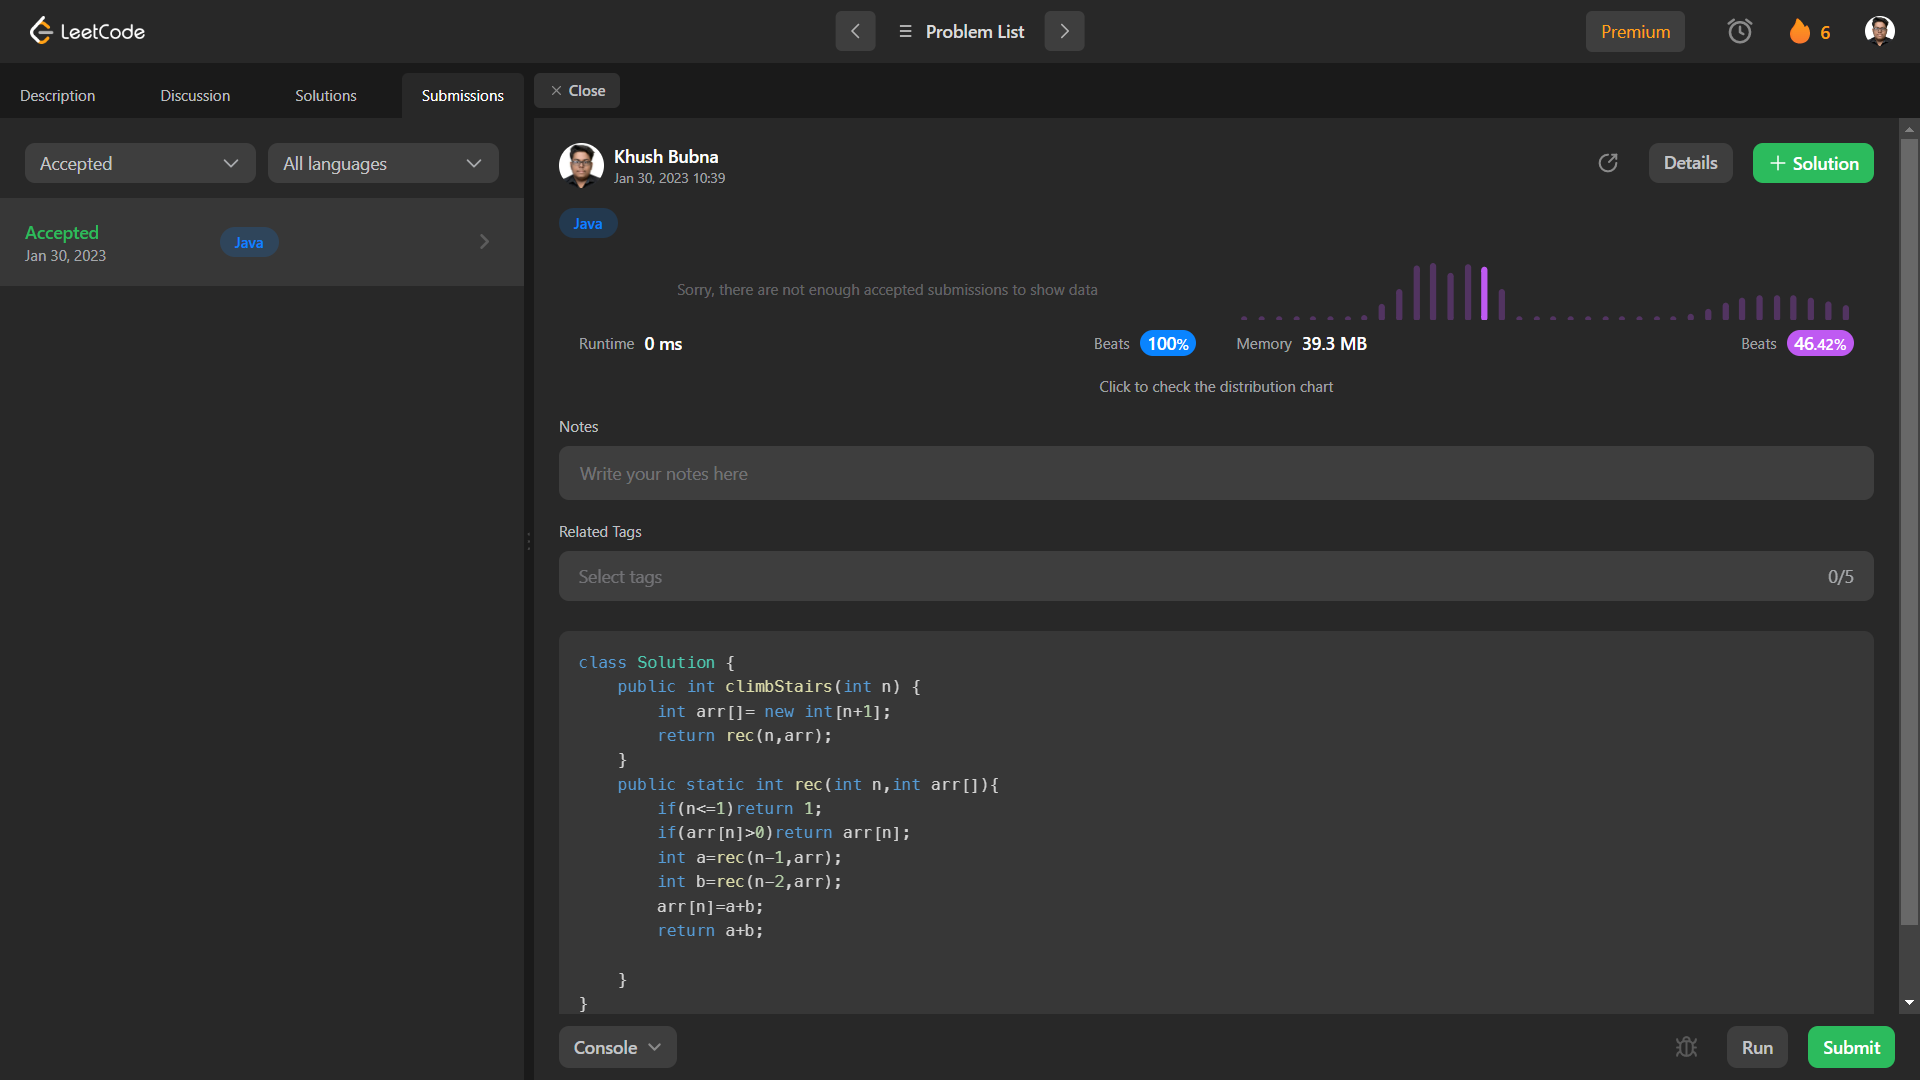 LeetCode
Problem List
Premium
6
Description
Discussion
Solutions
Submissions
Close
Accepted
All languages
Accepted
Jan 30, 2023
Java
Khush Bubna
Jan 30, 2023 10:39
Details
+ Solution
Java
Sorry, there are not enough accepted submissions to show data
Runtime 0 ms
Beats 100%
Memory 39.3 MB
Beats 46.42%
Click to check the distribution chart
Notes
Write your notes here
Related Tags
Select tags
0/5
class Solution {
    public int climbStairs(int n) {
        int arr[]= new int[n+1];
        return rec(n,arr);
    }
    public static int rec(int n,int arr[]){
        if(n<=1)return 1;
        if(arr[n]>0)return arr[n];
        int a=rec(n-1,arr);
        int b=rec(n-2,arr);
        arr[n]=a+b;
        return a+b;
    }
}
Console
Run
Submit